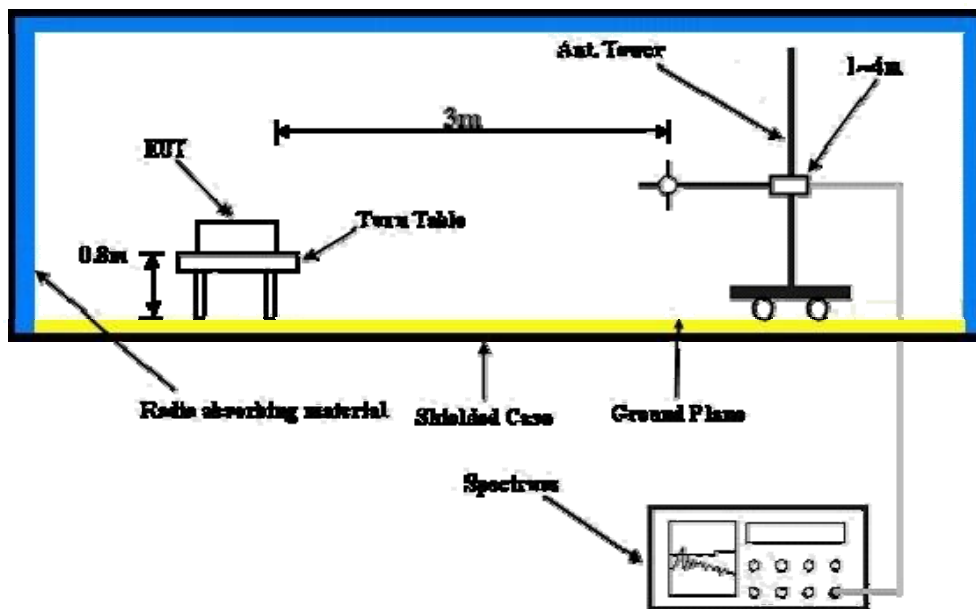 Ant. Tower
1~4m
3m
EUT
Turn Table
0.8m
Radio absorbing material
Shielded Case
Ground Plane
Spectrum